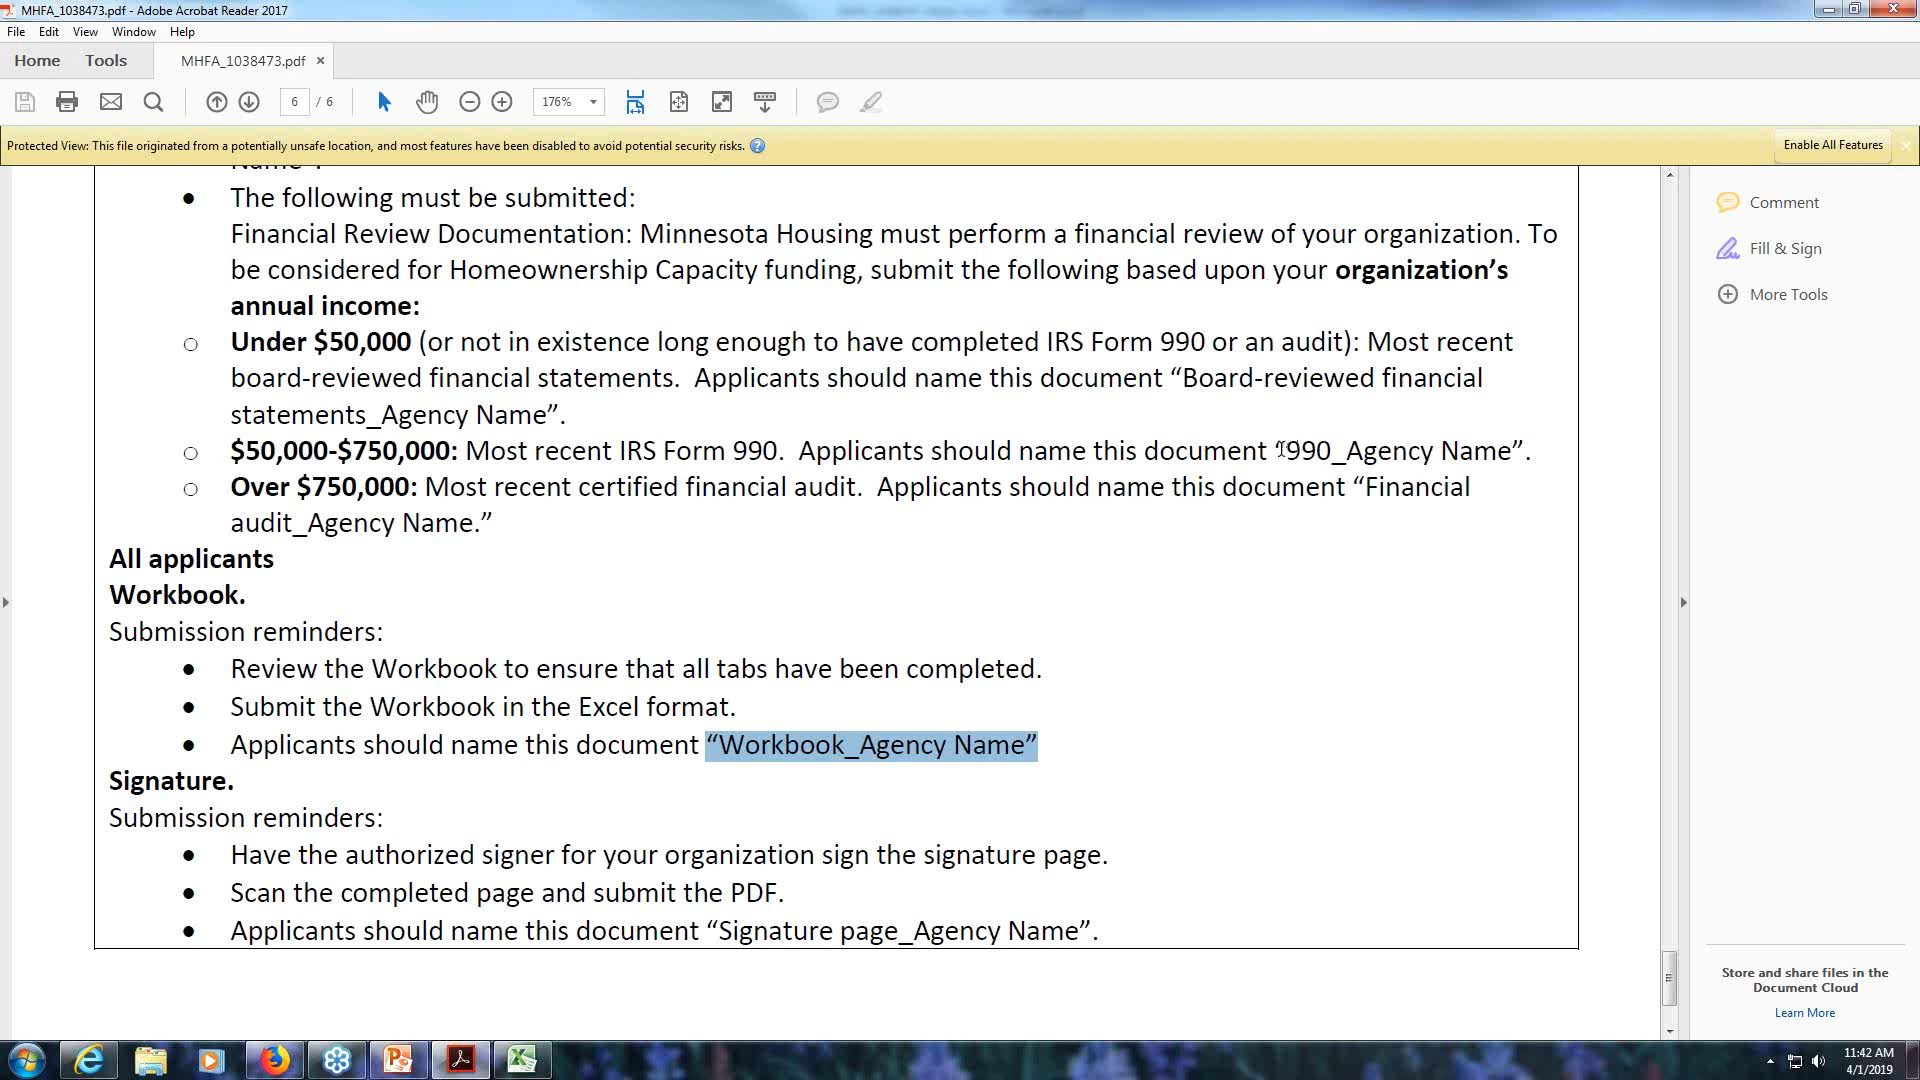 MHFA_1038473.pdf - Adobe Acrobat Reader 2017
File Edit View Window Help
Home Tools MHFA_1038473.pdf ×
6 / 6 176%
Protected View: This file originated from a potentially unsafe location, and most features have been disabled to avoid potential security risks. Enable All Features
• The following must be submitted:
Financial Review Documentation: Minnesota Housing must perform a financial review of your organization. To
be considered for Homeownership Capacity funding, submit the following based upon your organization’s
annual income:
o Under $50,000 (or not in existence long enough to have completed IRS Form 990 or an audit): Most recent
board-reviewed financial statements.  Applicants should name this document “Board-reviewed financial
statements_Agency Name”.
o $50,000-$750,000: Most recent IRS Form 990.  Applicants should name this document “990_Agency Name”.
o Over $750,000: Most recent certified financial audit.  Applicants should name this document “Financial
audit_Agency Name.”
All applicants
Workbook.
Submission reminders:
• Review the Workbook to ensure that all tabs have been completed.
• Submit the Workbook in the Excel format.
• Applicants should name this document “Workbook_Agency Name”
Signature.
Submission reminders:
• Have the authorized signer for your organization sign the signature page.
• Scan the completed page and submit the PDF.
• Applicants should name this document “Signature page_Agency Name”.
Comment
Fill & Sign
More Tools
Store and share files in the
Document Cloud
Learn More
11:42 AM
4/1/2019